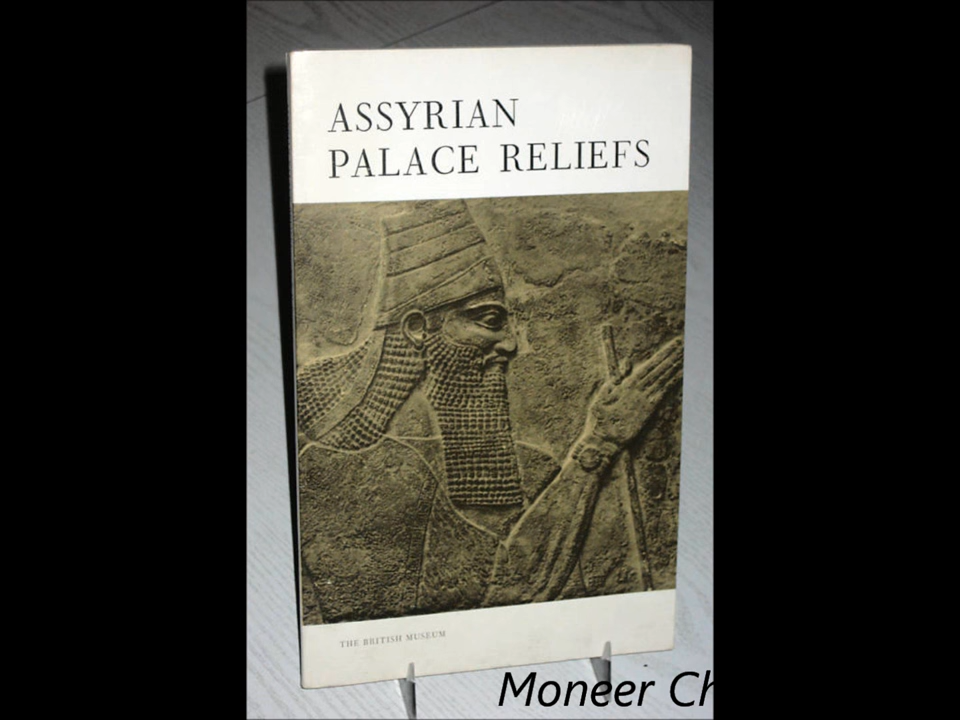 ASSYRIAN
PALACE RELIEFS
THE BRITISH MUSEUM
Moneer Ch